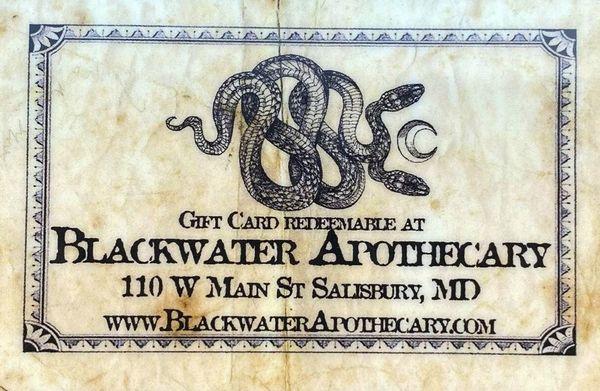 Gift Card redeemable at
Blackwater Apothecary
110 W Main St Salisbury, MD
www.BlackwaterApothecary.com